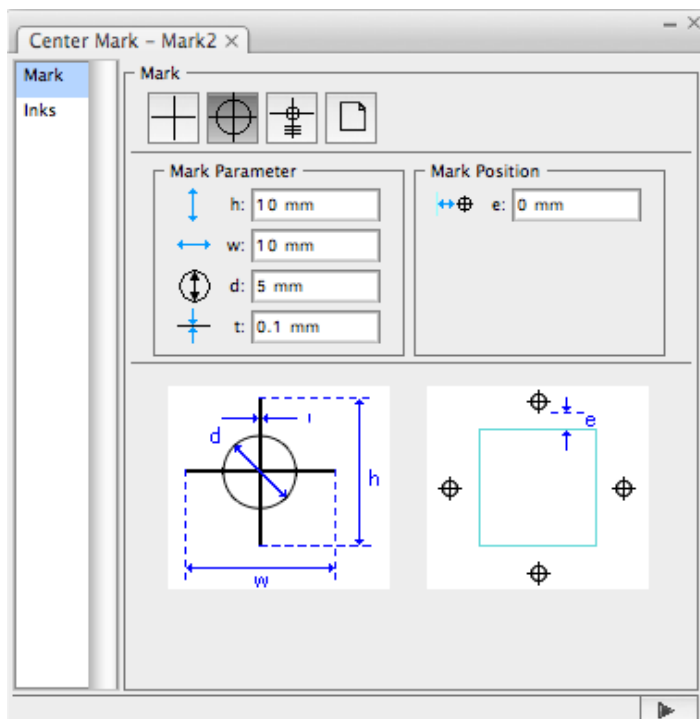 Center Mark – Mark2
Mark
Inks
Mark
Mark Parameter
h: 10 mm
w: 10 mm
d: 5 mm
t: 0.1 mm
Mark Position
e: 0 mm
d
h
w
e